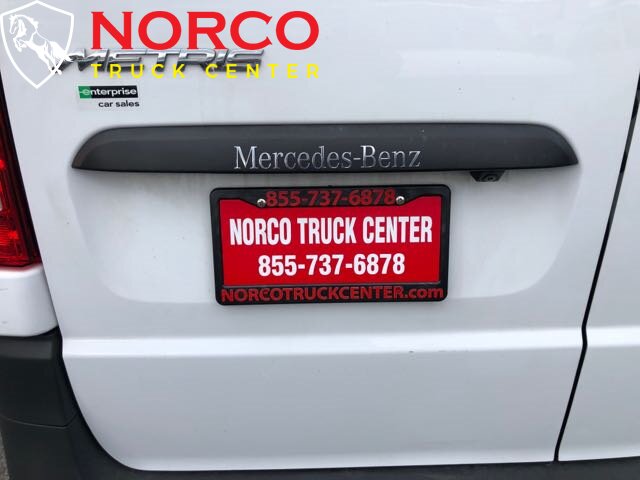 NORCO
TRUCK CENTER
METRIS
enterprise
car sales
Mercedes-Benz
855-737-6878
NORCO TRUCK CENTER
855-737-6878
NORCOTRUCKCENTER.com